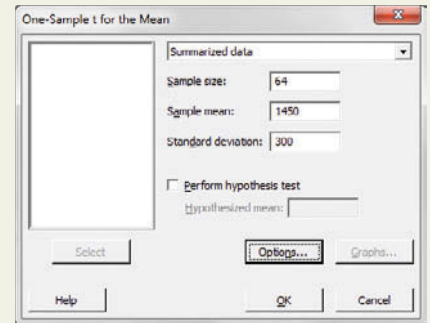 One-Sample t for the Mean
Summarized data
Sample size: 64
Sample mean: 1450
Standard deviation: 300
Perform hypothesis test
Hypothesized mean:
Select
Options...
Graphs...
Help
OK
Cancel